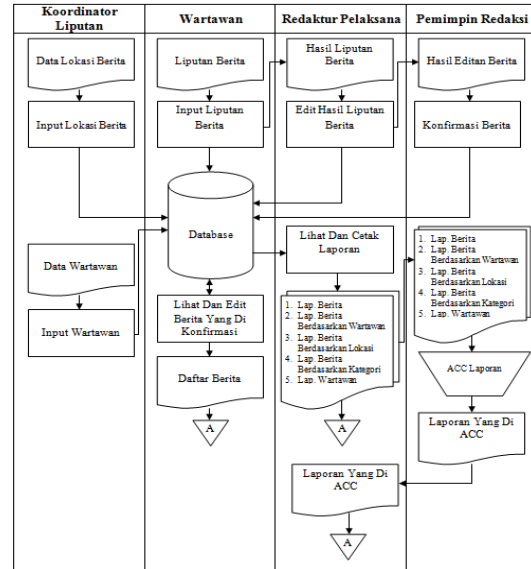 Koordinator
Liputan
Wartawan
Redaktur Pelaksana
Pemimpin Redaksi
Data Lokasi Berita
Liputan Berita
Hasil Liputan
Berita
Hasil Editan Berita
Input Lokasi Berita
Input Liputan
Berita
Edit Hasil Liputan
Berita
Konfirmasi Berita
Database
Lihat Dan Cetak
Laporan
1. Lap. Berita
2. Lap. Berita
Berdasarkan Wartawan
3. Lap. Berita
Berdasarkan Lokasi
4. Lap. Berita
Berdasarkan Kategori
5. Lap. Wartawan
Data Wartawan
Input Wartawan
Lihat Dan Edit
Berita Yang Di
Konfirmasi
1. Lap. Berita
2. Lap. Berita
Berdasarkan Wartawan
3. Lap. Berita
Berdasarkan Lokasi
4. Lap. Berita
Berdasarkan Kategori
5. Lap. Wartawan
Daftar Berita
ACC Laporan
A
A
Laporan Yang Di
ACC
Laporan Yang Di
ACC
A